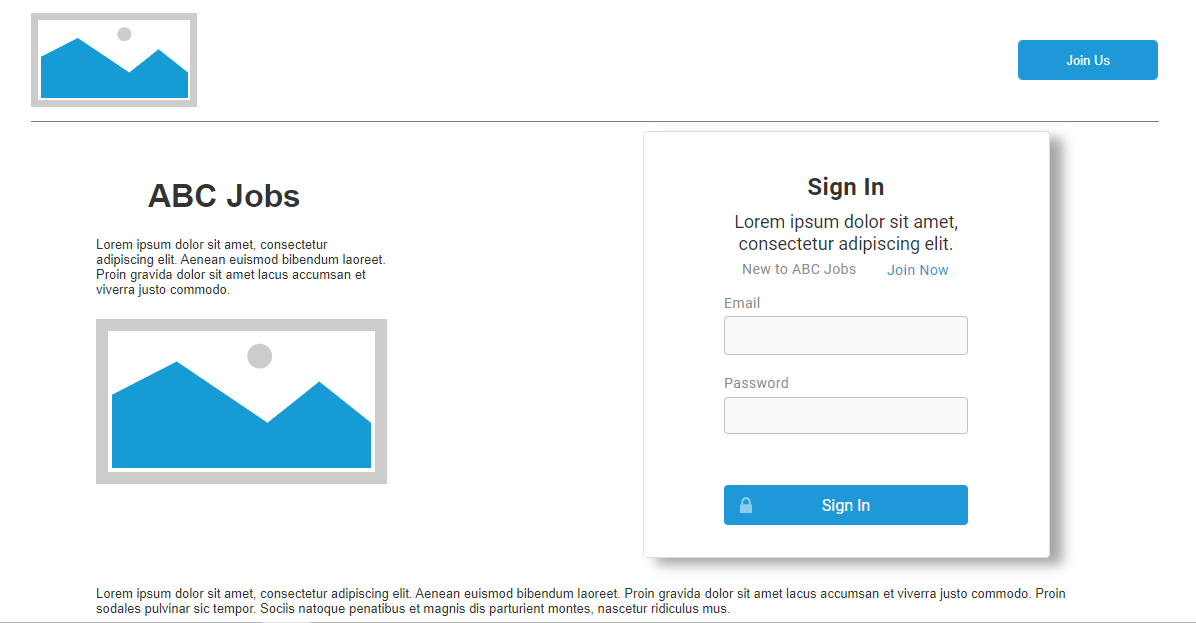 Join Us
ABC Jobs
Lorem ipsum dolor sit amet, consectetur
adipiscing elit. Aenean euismod bibendum laoreet.
Proin gravida dolor sit amet lacus accumsan et
viverra justo commodo.
Sign In
Lorem ipsum dolor sit amet,
consectetur adipiscing elit.
New to ABC Jobs Join Now
Email
Password
Sign In
Lorem ipsum dolor sit amet, consectetur adipiscing elit. Aenean euismod bibendum laoreet. Proin gravida dolor sit amet lacus accumsan et viverra justo commodo. Proin
sodales pulvinar sic tempor. Sociis natoque penatibus et magnis dis parturient montes, nascetur ridiculus mus.